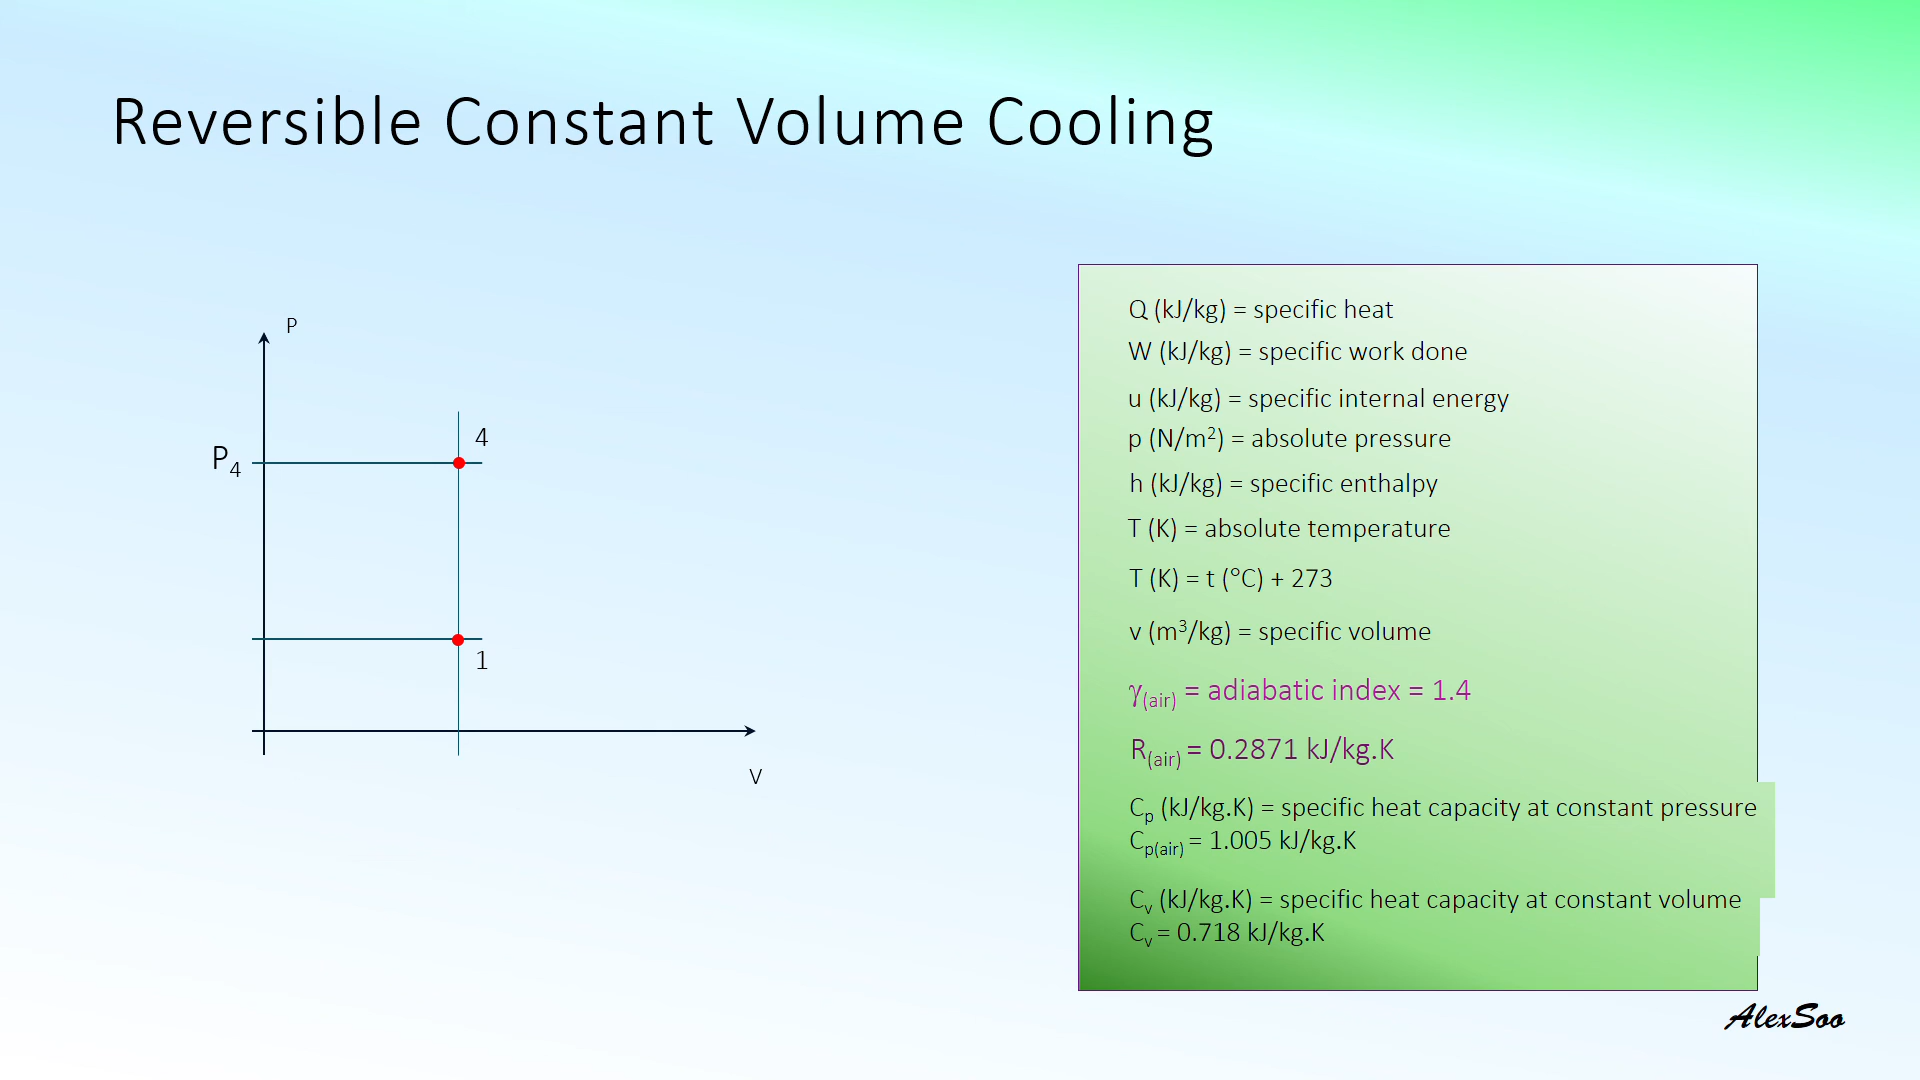 Reversible Constant Volume Cooling
P
4
P4
1
V
Q (kJ/kg) = specific heat
W (kJ/kg) = specific work done
u (kJ/kg) = specific internal energy
p (N/m²) = absolute pressure
h (kJ/kg) = specific enthalpy
T (K) = absolute temperature
T (K) = t (°C) + 273
v (m³/kg) = specific volume
γ(air) = adiabatic index = 1.4
R(air) = 0.2871 kJ/kg.K
Cp (kJ/kg.K) = specific heat capacity at constant pressure
Cp(air) = 1.005 kJ/kg.K
Cv (kJ/kg.K) = specific heat capacity at constant volume
Cv = 0.718 kJ/kg.K
AlexSoo